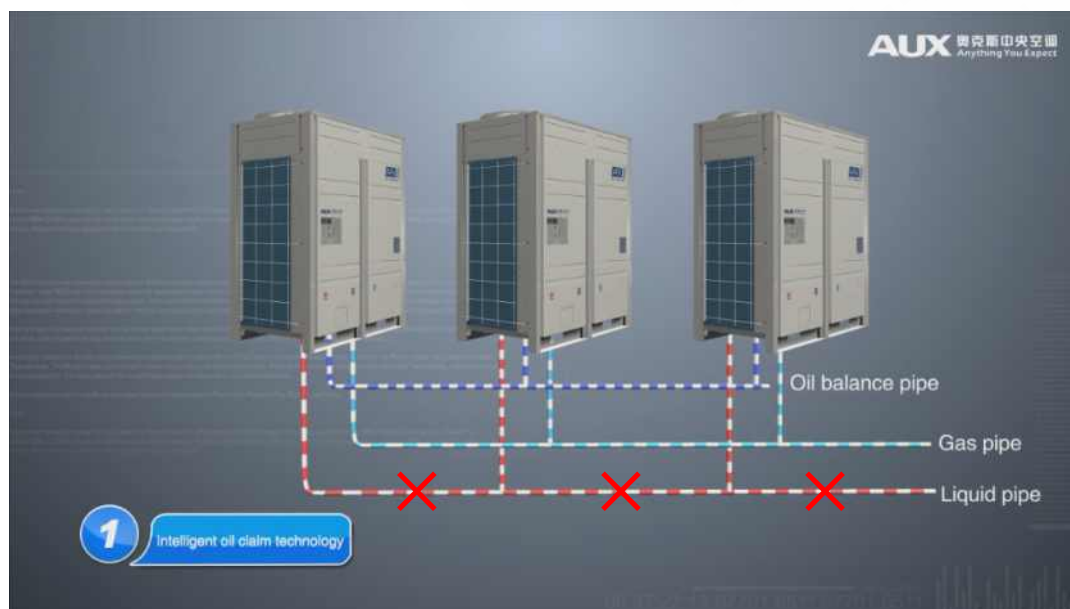 AUX 奥克斯中央空调
Anything You Expect
Oil balance pipe
Gas pipe
Liquid pipe
1
Intelligent oil claim technology